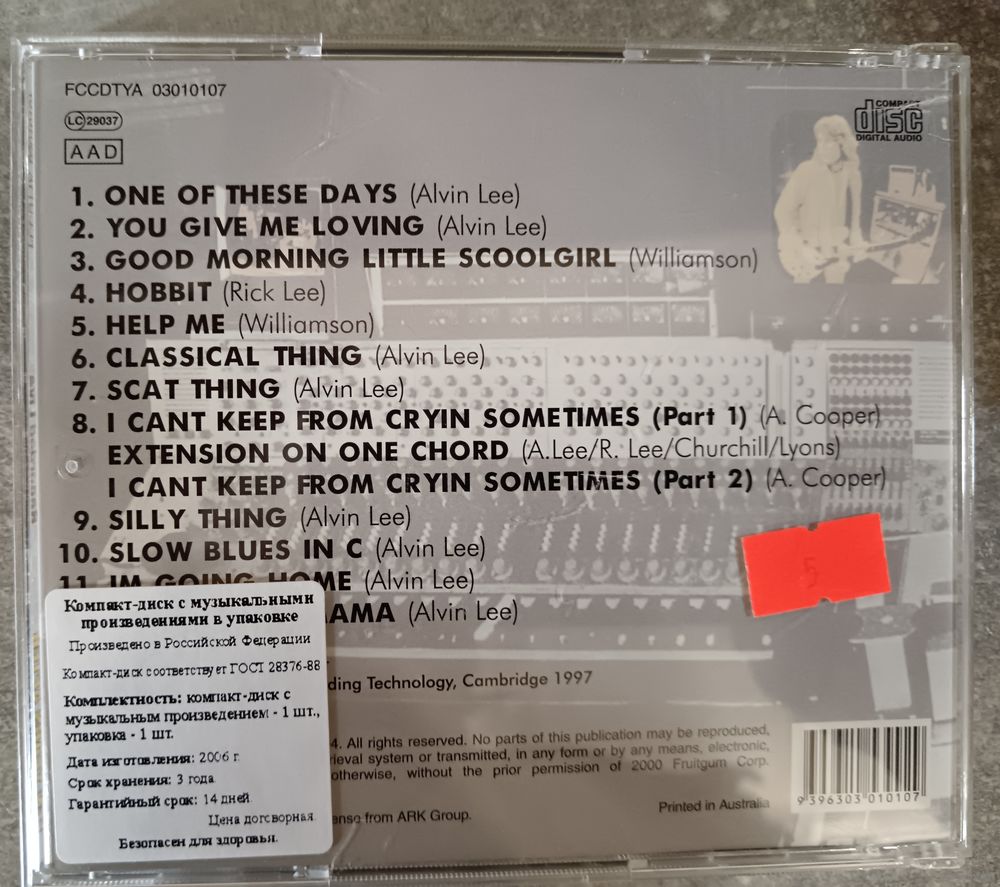 FCCDTYA 03010107
LC 29037
AAD
COMPACT
disc
DIGITAL AUDIO
1. ONE OF THESE DAYS (Alvin Lee)
2. YOU GIVE ME LOVING (Alvin Lee)
3. GOOD MORNING LITTLE SCOOLGIRL (Williamson)
4. HOBBIT (Rick Lee)
5. HELP ME (Williamson)
6. CLASSICAL THING (Alvin Lee)
7. SCAT THING (Alvin Lee)
8. I CANT KEEP FROM CRYIN SOMETIMES (Part 1) (A. Cooper)
EXTENSION ON ONE CHORD (A.Lee/R. Lee/Churchill/Lyons)
I CANT KEEP FROM CRYIN SOMETIMES (Part 2) (A. Cooper)
9. SILLY THING (Alvin Lee)
10. SLOW BLUES IN C (Alvin Lee)
11. IM GOING HOME (Alvin Lee)
AMA (Alvin Lee)
5
ding Technology, Cambridge 1997
4. All rights reserved. No parts of this publication may be reproduced,
ieval system or transmitted, in any form or by any means, electronic,
otherwise, without the prior permission of 2000 Fruitgum Corp.
Printed in Australia
ense from ARK Group.
9 396303 010107
Компакт-диск с музыкальными
произведениями в упаковке
Произведено в Российской Федерации
Компакт-диск соответствует ГОСТ 28376-88
Комплектность: компакт-диск с
музыкальным произведением - 1 шт.,
упаковка - 1 шт.
Дата изготовления: 2006 г.
Срок хранения: 3 года
Гарантийный срок: 14 дней.
Цена договорная.
Безопасен для здоровья.